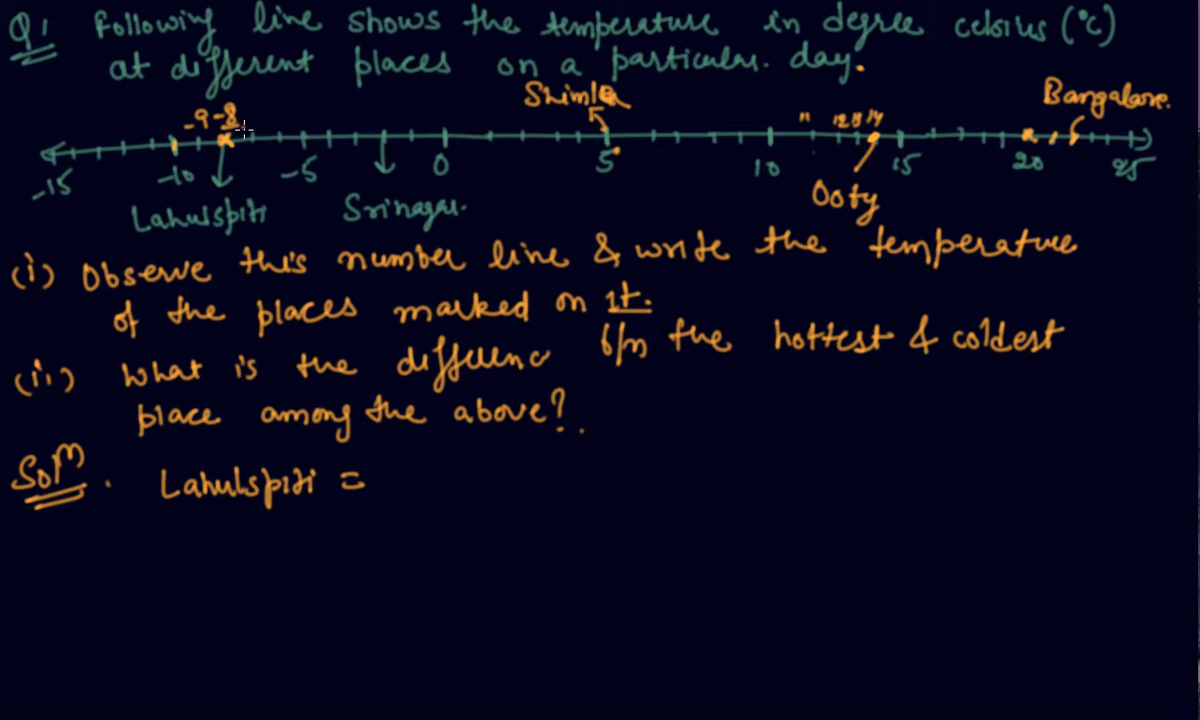 Q1 Following line shows the temperature in degree celsius (°C)
at different places on a particular. day.
Shimla Bangalore.
-9 -8 11 12 13 14
-15 -10 -5 0 5 10 15 20 25
Lahulspiti Srinagar. Ooty
(i) Observe this number line & write the temperature
of the places marked on it.
(ii) What is the differenc b/n the hottest & coldest
place among the above?.
Soln. Lahulspiti =